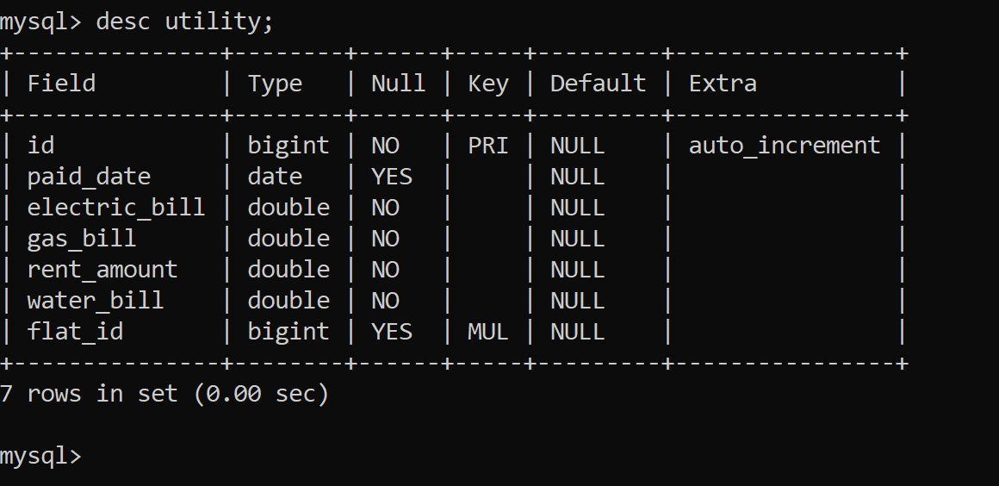 mysql> desc utility;
+---------------+--------+------+-----+---------+----------------+
| Field         | Type   | Null | Key | Default | Extra          |
+---------------+--------+------+-----+---------+----------------+
| id            | bigint | NO   | PRI | NULL    | auto_increment |
| paid_date     | date   | YES  |     | NULL    |                |
| electric_bill | double | NO   |     | NULL    |                |
| gas_bill      | double | NO   |     | NULL    |                |
| rent_amount   | double | NO   |     | NULL    |                |
| water_bill    | double | NO   |     | NULL    |                |
| flat_id       | bigint | YES  | MUL | NULL    |                |
+---------------+--------+------+-----+---------+----------------+
7 rows in set (0.00 sec)
mysql>